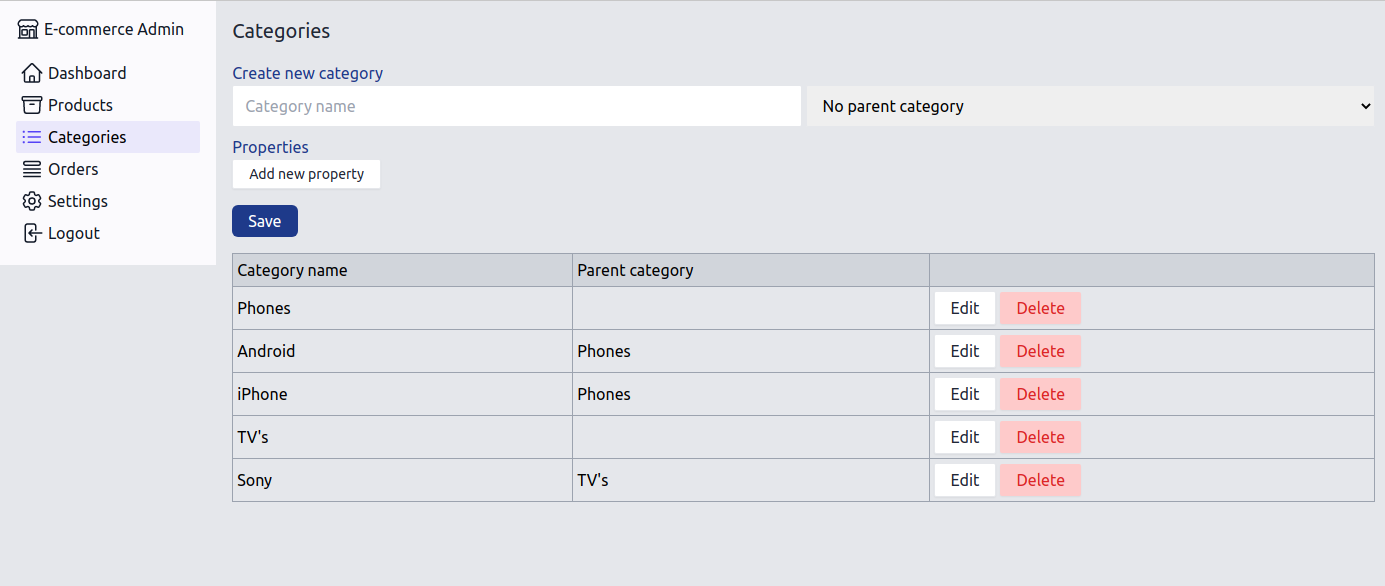 E-commerce Admin
Dashboard
Products
Categories
Orders
Settings
Logout
Categories
Create new category
Category name
No parent category
Properties
Add new property
Save
Category name Parent category
Phones Edit Delete
Android Phones Edit Delete
iPhone Phones Edit Delete
TV's Edit Delete
Sony TV's Edit Delete